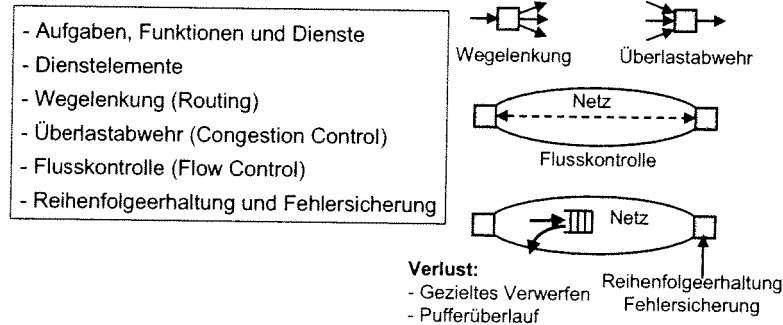 - Aufgaben, Funktionen und Dienste
- Dienstelemente
- Wegelenkung (Routing)
- Überlastabwehr (Congestion Control)
- Flusskontrolle (Flow Control)
- Reihenfolgeerhaltung und Fehlersicherung
Wegelenkung
Überlastabwehr
Netz
Flusskontrolle
Netz
Verlust:
- Gezieltes Verwerfen
- Pufferüberlauf
Reihenfolgeerhaltung
Fehlersicherung